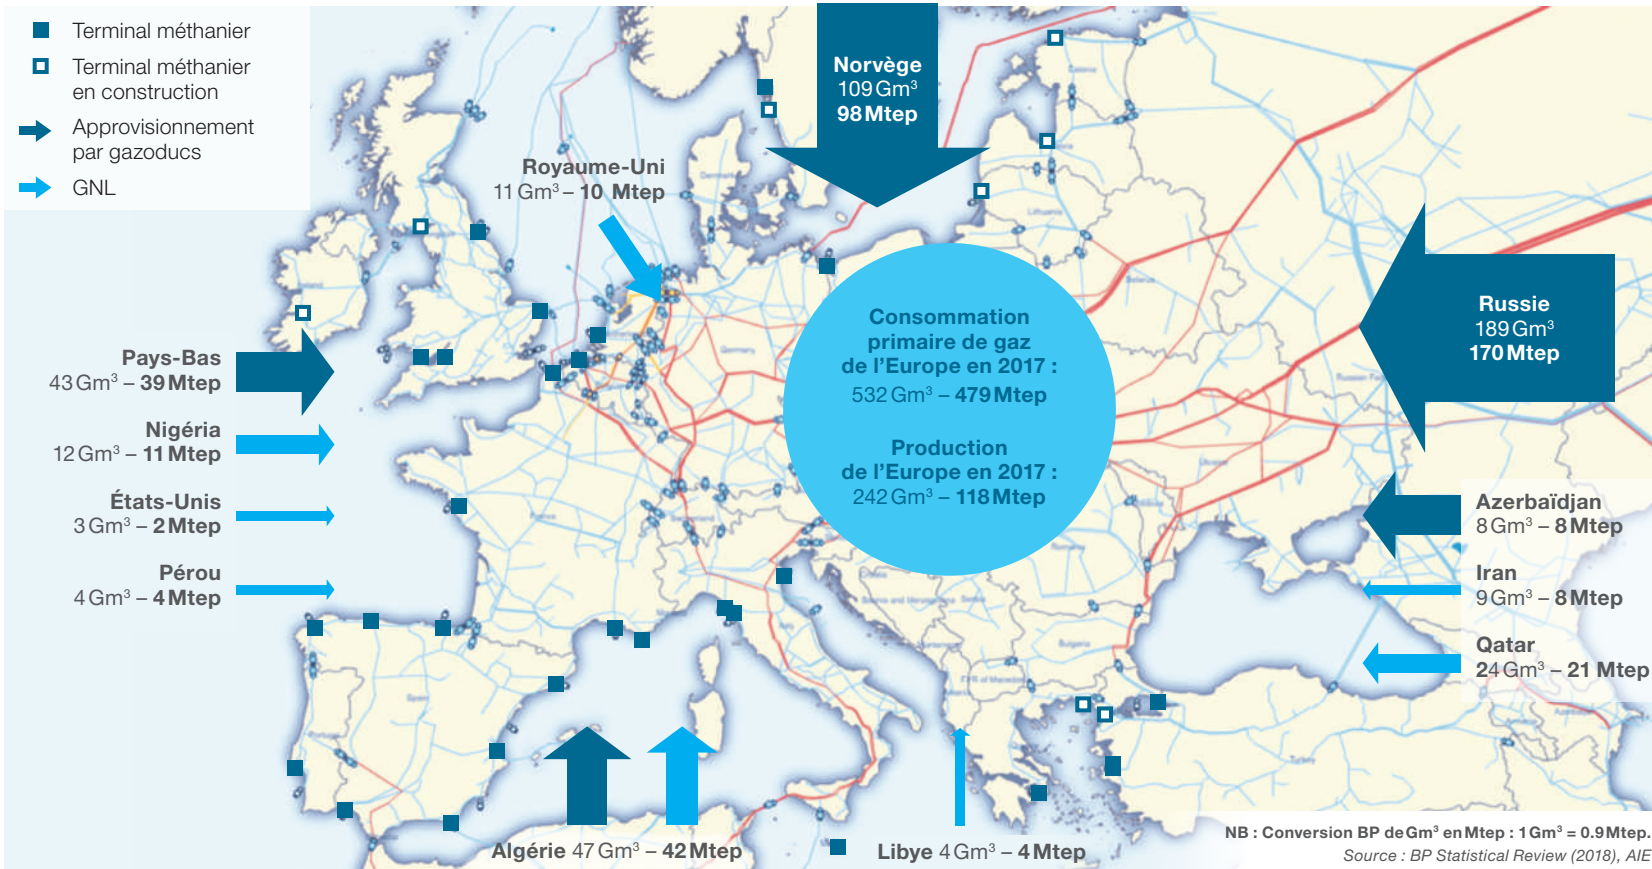 Terminal méthanier
Terminal méthanier
en construction
Approvisionnement
par gazoducs
GNL
Norvège
109 Gm³
98 Mtep
Royaume-Uni
11 Gm³ – 10 Mtep
Russie
189 Gm³
170 Mtep
Consommation
primaire de gaz
de l’Europe en 2017 :
532 Gm³ – 479 Mtep
Production
de l’Europe en 2017 :
242 Gm³ – 118 Mtep
Pays-Bas
43 Gm³ – 39 Mtep
Nigéria
12 Gm³ – 11 Mtep
États-Unis
3 Gm³ – 2 Mtep
Pérou
4 Gm³ – 4 Mtep
Azerbaïdjan
8 Gm³ – 8 Mtep
Iran
9 Gm³ – 8 Mtep
Qatar
24 Gm³ – 21 Mtep
Algérie 47 Gm³ – 42 Mtep
Libye 4 Gm³ – 4 Mtep
NB : Conversion BP de Gm³ en Mtep : 1 Gm³ = 0.9 Mtep.
Source : BP Statistical Review (2018), AIE